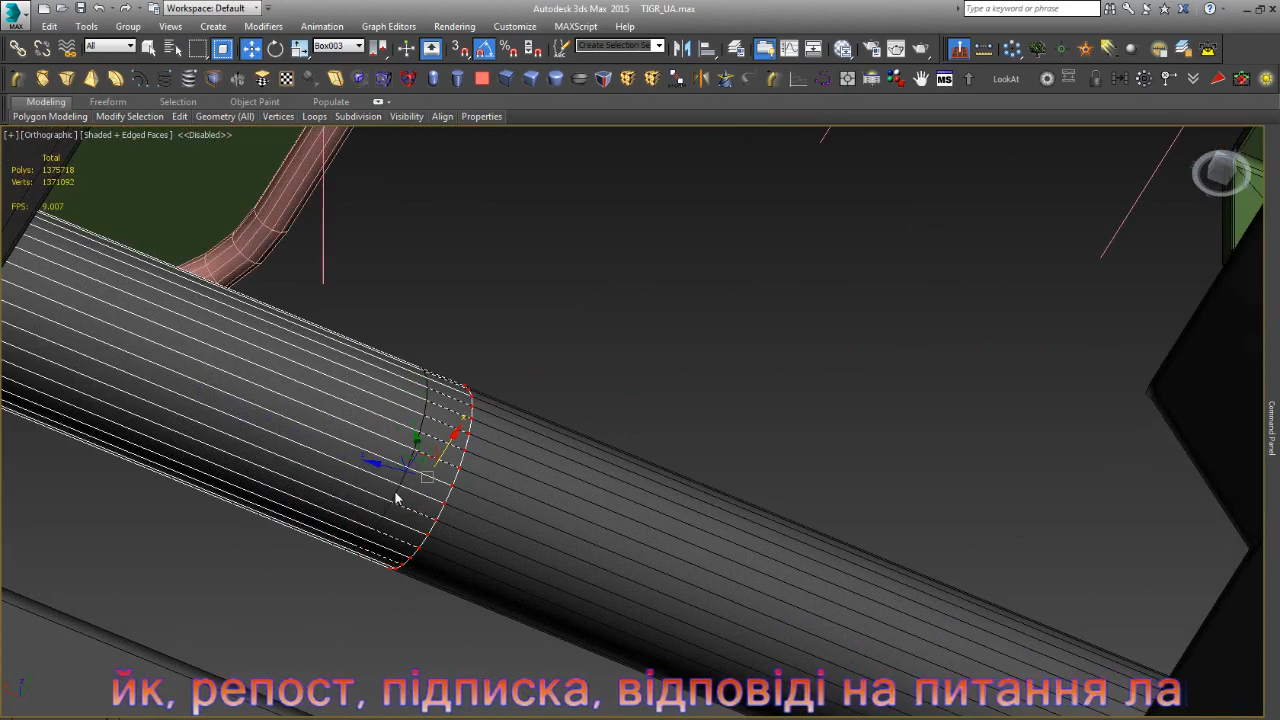 Autodesk 3ds Max 2015 TIGR_UA.max
Workspace: Default
Type a keyword or phrase
MAX
Edit Tools Group Views Create Modifiers Animation Graph Editors Rendering Customize MAXScript Help
All
Box003
Create Selection Se
MS
LookAt
Modeling Freeform Selection Object Paint Populate
Polygon Modeling Modify Selection Edit Geometry (All) Vertices Loops Subdivision Visibility Align Properties
[+] [Orthographic] [Shaded + Edged Faces] <<Disabled>>
Total
Polys: 1375718
Verts: 1371092
FPS: 9.007
Command Panel
йк, репост, підписка, відповіді на питання ла